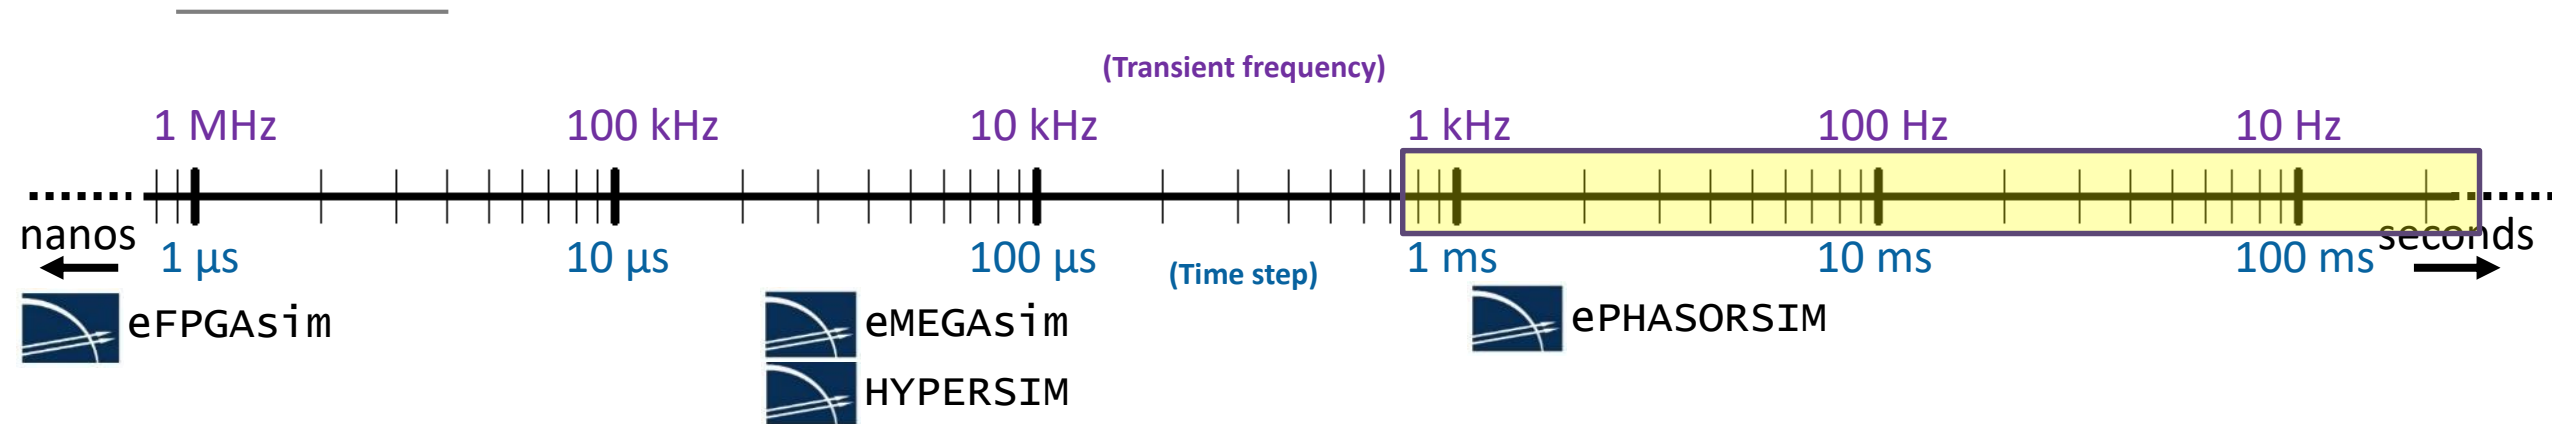 (Transient frequency)
1 MHz 100 kHz 10 kHz 1 kHz 100 Hz 10 Hz
nanos seconds
1 µs 10 µs 100 µs (Time step) 1 ms 10 ms 100 ms
eFPGAsim eMEGAsim ePHASORSIM
HYPERSIM